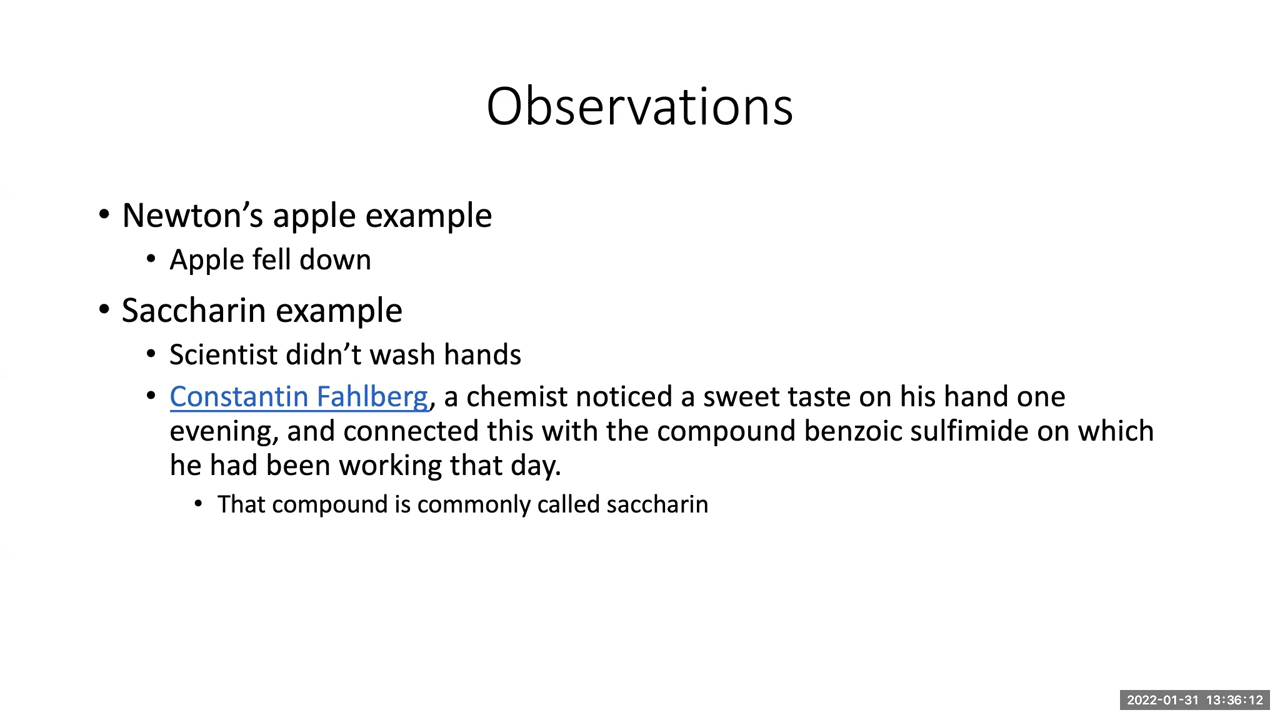 Observations
• Newton’s apple example
• Apple fell down
• Saccharin example
• Scientist didn’t wash hands
• Constantin Fahlberg, a chemist noticed a sweet taste on his hand one
evening, and connected this with the compound benzoic sulfimide on which
he had been working that day.
• That compound is commonly called saccharin
2022-01-31 13:36:12